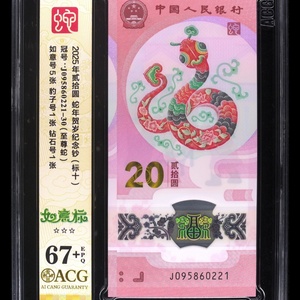 2025年贰拾圆 蛇年贺岁纪念钞(标十)
冠号:J095860221-30(至尊蛇)
如意号5张 豹子号1张 钻石号1张
如意标
☆☆☆
67+EPQ
ACG
AI CANG GUARANTY
中国人民银行
20
贰拾圆
J095860221